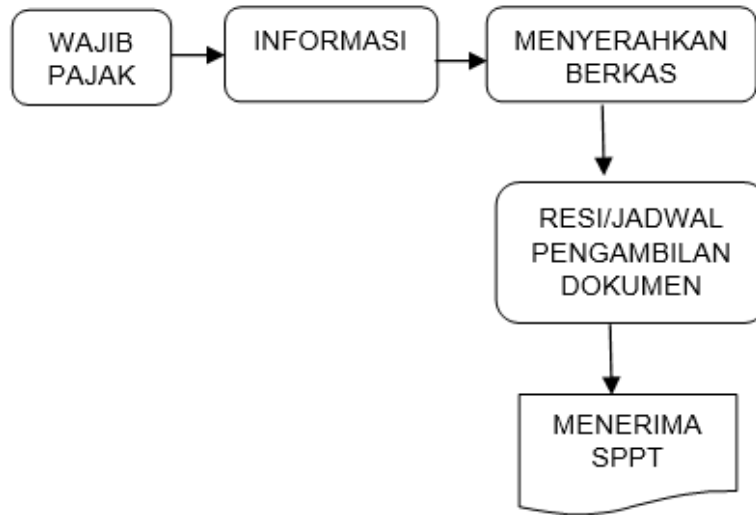 WAJIB
PAJAK
INFORMASI
MENYERAHKAN
BERKAS
RESI/JADWAL
PENGAMBILAN
DOKUMEN
MENERIMA
SPPT